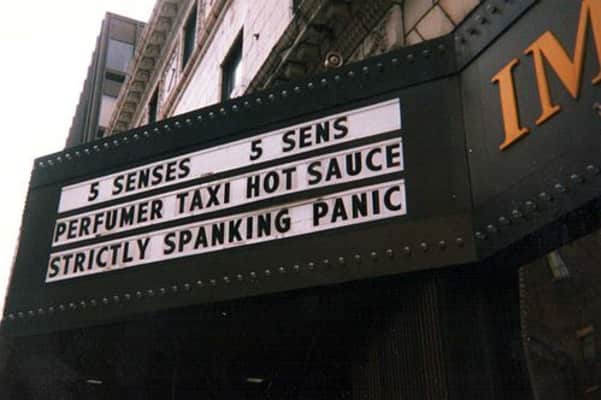 5 SENSES 5 SENS
PERFUMER TAXI HOT SAUCE
STRICTLY SPANKING PANIC
IM